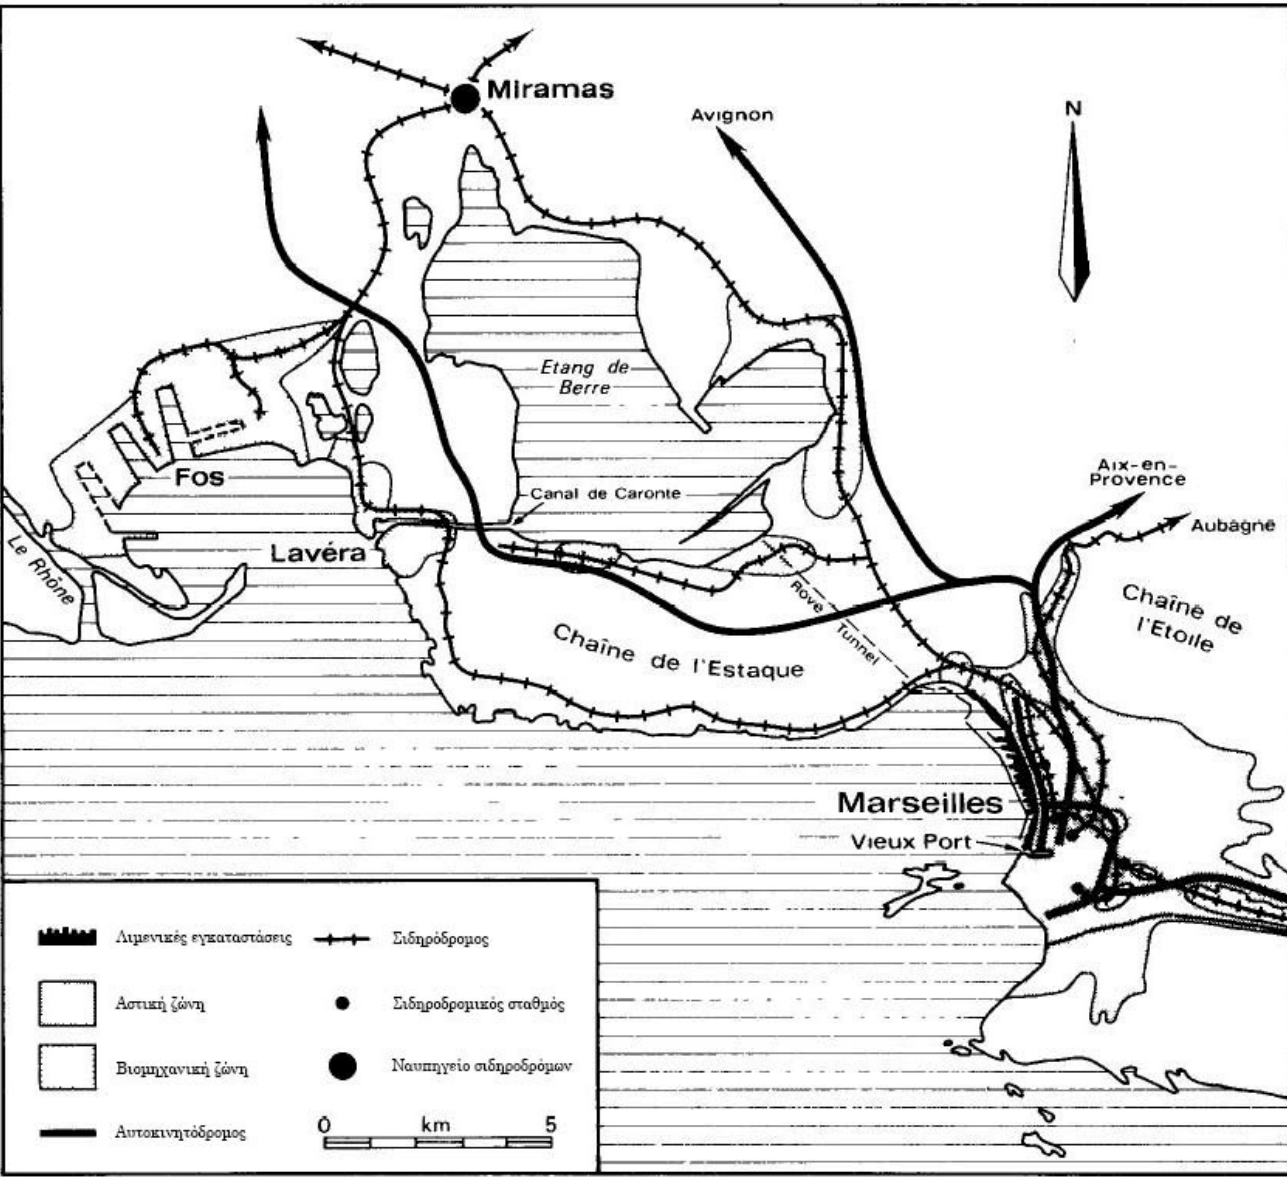 Miramas
Avignon
N
Etang de
Berre
Aix-en-
Provence
Fos
Canal de Caronte
Aubagne
Lavéra
Le Rhône
Rove Tunnel
Chaîne de
l'Etoile
Chaîne de l'Estaque
Marseilles
Vieux Port
Λιμενικές εγκαταστάσεις
Σιδηρόδρομος
Αστική ζώνη
Σιδηροδρομικός σταθμός
Βιομηχανική ζώνη
Ναυπηγείο σιδηροδρόμων
Αυτοκινητόδρομος
0 km 5